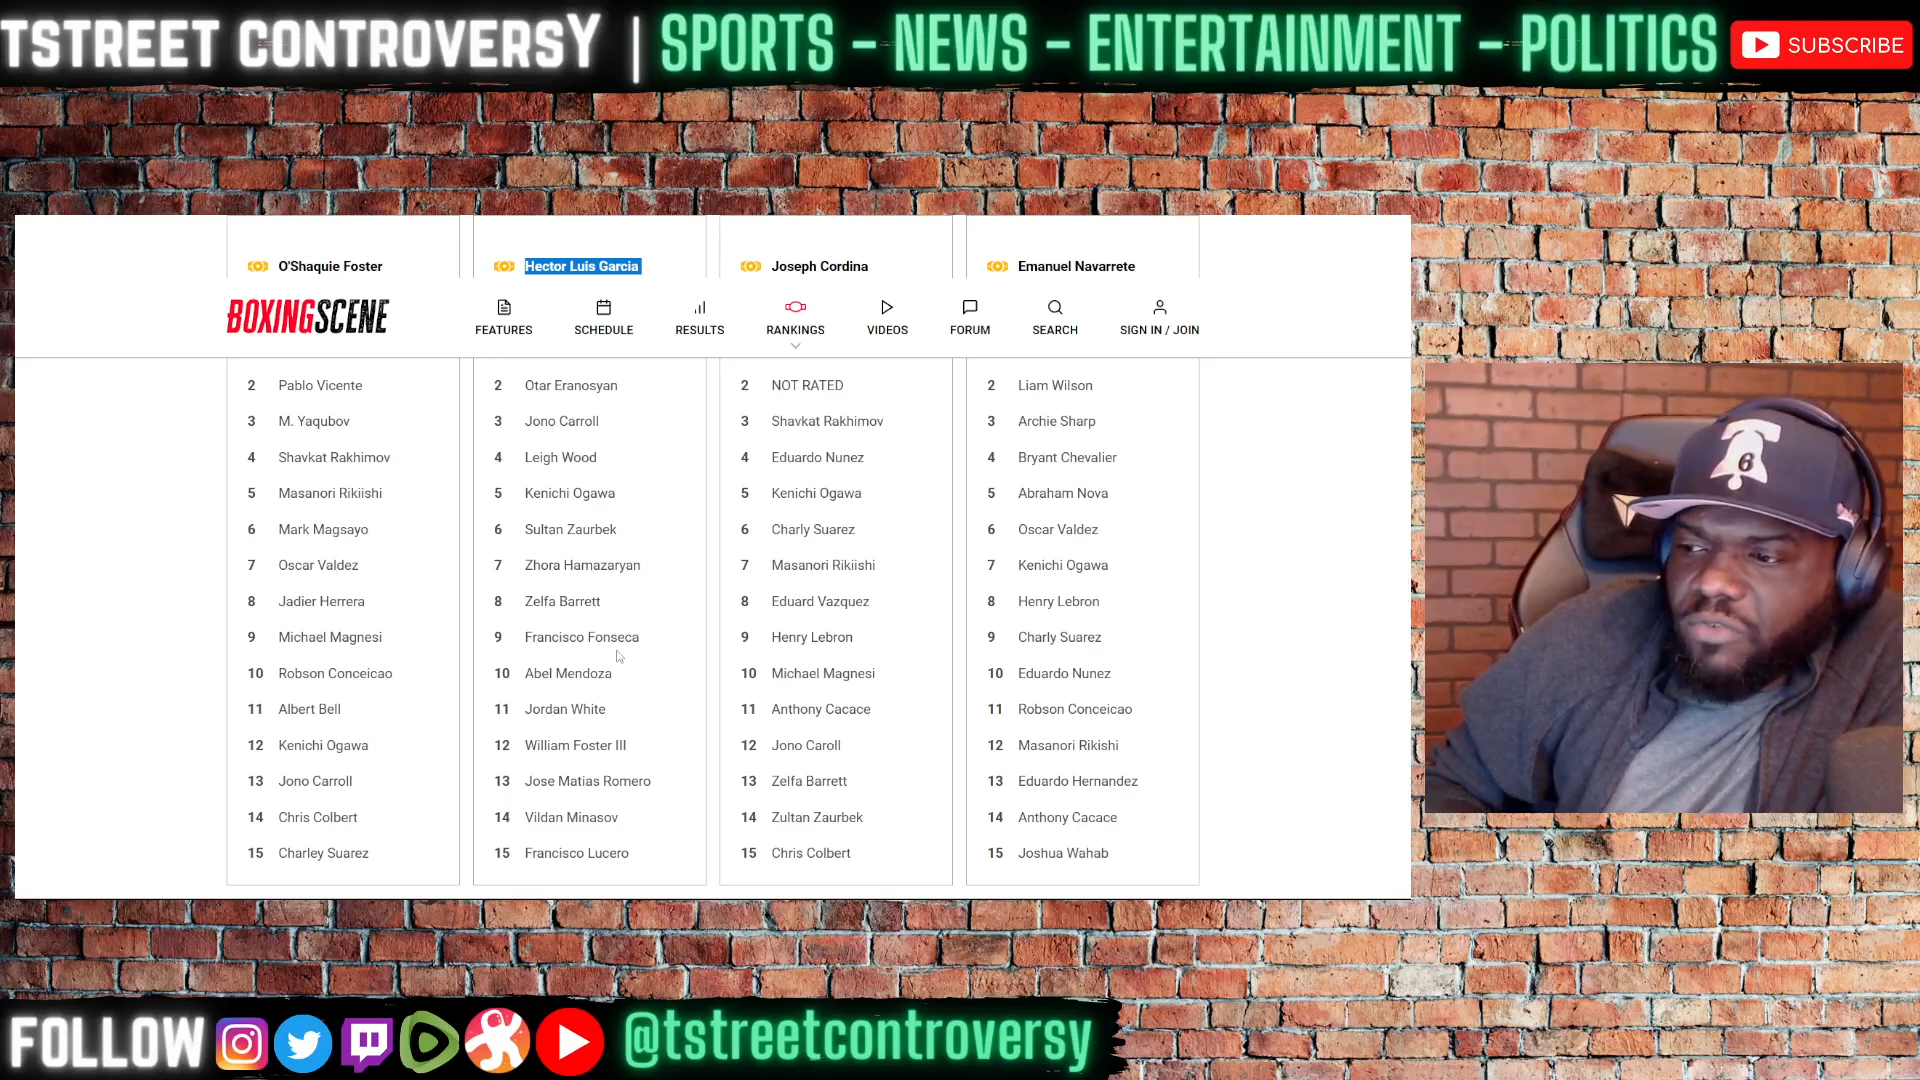 TSTREET CONTROVERSY | SPORTS - NEWS - ENTERTAINMENT - POLITICS
SUBSCRIBE
O'Shaquie Foster
Hector Luis Garcia
Joseph Cordina
Emanuel Navarrete
BOXINGSCENE
FEATURES
SCHEDULE
RESULTS
RANKINGS
VIDEOS
FORUM
SEARCH
SIGN IN / JOIN
2 Pablo Vicente
3 M. Yaqubov
4 Shavkat Rakhimov
5 Masanori Rikiishi
6 Mark Magsayo
7 Oscar Valdez
8 Jadier Herrera
9 Michael Magnesi
10 Robson Conceicao
11 Albert Bell
12 Kenichi Ogawa
13 Jono Carroll
14 Chris Colbert
15 Charley Suarez
2 Otar Eranosyan
3 Jono Carroll
4 Leigh Wood
5 Kenichi Ogawa
6 Sultan Zaurbek
7 Zhora Hamazaryan
8 Zelfa Barrett
9 Francisco Fonseca
10 Abel Mendoza
11 Jordan White
12 William Foster III
13 Jose Matias Romero
14 Vildan Minasov
15 Francisco Lucero
2 NOT RATED
3 Shavkat Rakhimov
4 Eduardo Nunez
5 Kenichi Ogawa
6 Charly Suarez
7 Masanori Rikiishi
8 Eduard Vazquez
9 Henry Lebron
10 Michael Magnesi
11 Anthony Cacace
12 Jono Caroll
13 Zelfa Barrett
14 Zultan Zaurbek
15 Chris Colbert
2 Liam Wilson
3 Archie Sharp
4 Bryant Chevalier
5 Abraham Nova
6 Oscar Valdez
7 Kenichi Ogawa
8 Henry Lebron
9 Charly Suarez
10 Eduardo Nunez
11 Robson Conceicao
12 Masanori Rikishi
13 Eduardo Hernandez
14 Anthony Cacace
15 Joshua Wahab
6
FOLLOW
@tstreetcontroversy